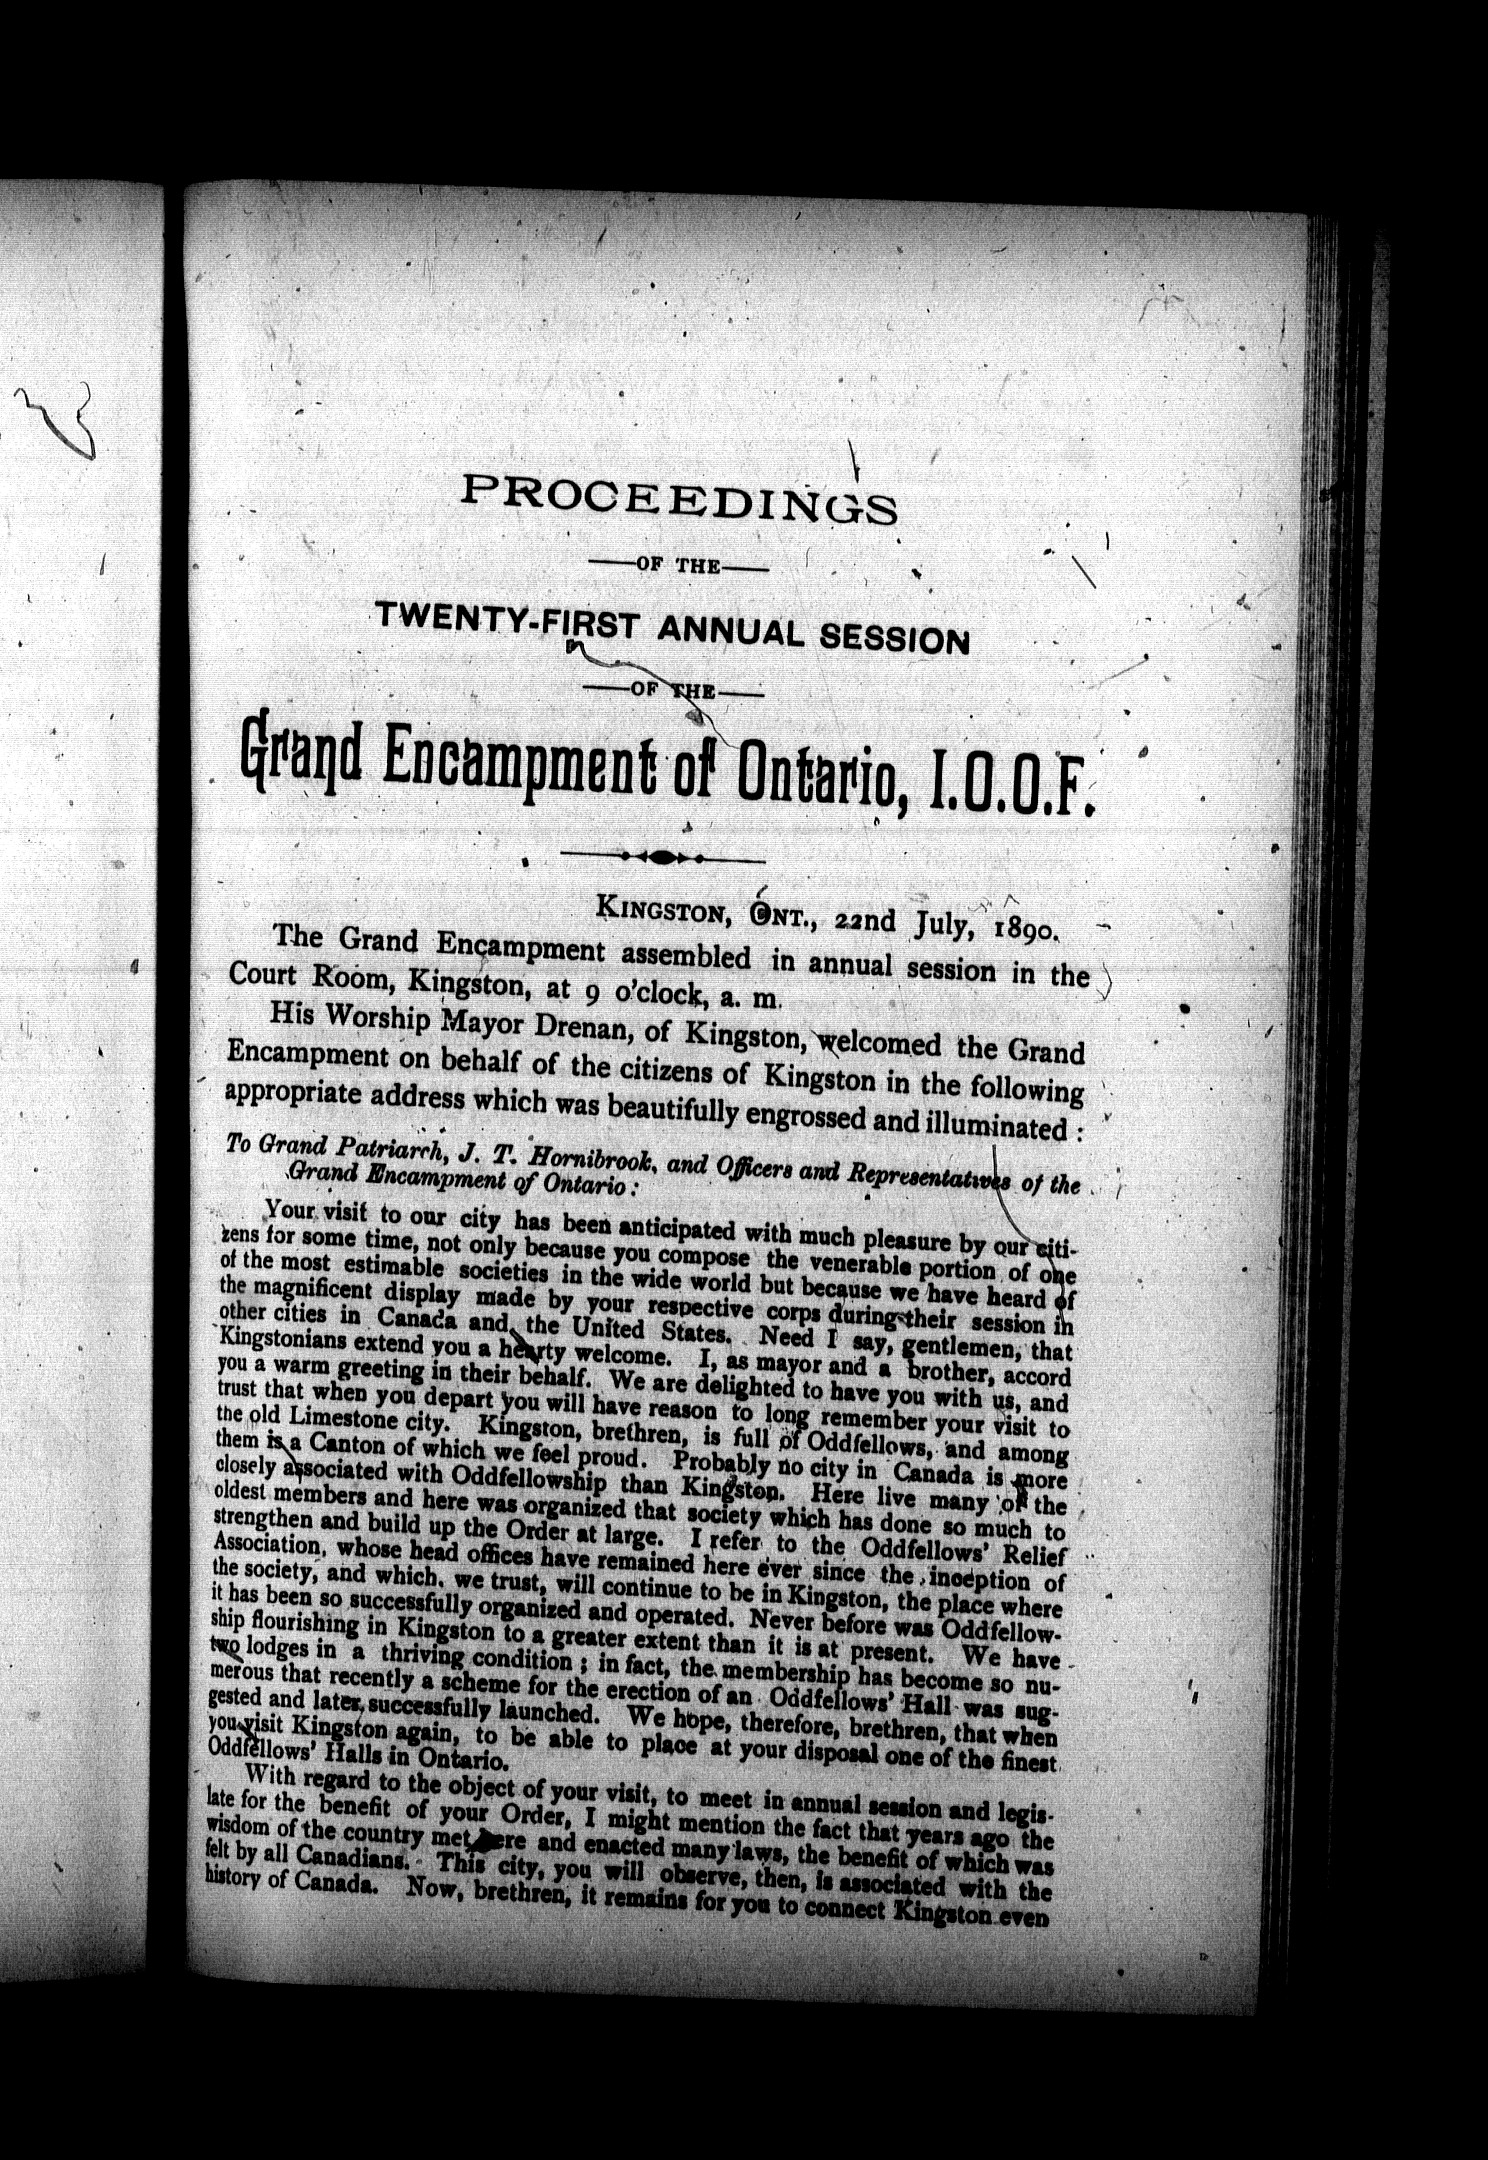 PROCEEDINGS
—OF THE—
TWENTY-FIRST ANNUAL SESSION
—OF THE—
Grand Encampment of Ontario, I.O.O.F.
KINGSTON, ONT., 22nd July, 1890.
The Grand Encampment assembled in annual session in the
Court Room, Kingston, at 9 o'clock, a. m.
His Worship Mayor Drenan, of Kingston, welcomed the Grand
Encampment on behalf of the citizens of Kingston in the following
appropriate address which was beautifully engrossed and illuminated :
To Grand Patriarch, J. T. Hornibrook, and Officers and Representatives of the
Grand Encampment of Ontario :
Your visit to our city has been anticipated with much pleasure by our citi-
zens for some time, not only because you compose the venerable portion of one
of the most estimable societies in the wide world but because we have heard of
the magnificent display made by your respective corps during their session in
other cities in Canada and the United States. Need I say, gentlemen, that
Kingstonians extend you a hearty welcome. I, as mayor and a brother, accord
you a warm greeting in their behalf. We are delighted to have you with us, and
trust that when you depart you will have reason to long remember your visit to
the old Limestone city. Kingston, brethren, is full of Oddfellows, and among
them is a Canton of which we feel proud. Probably no city in Canada is more
closely associated with Oddfellowship than Kingston. Here live many of the
oldest members and here was organized that society which has done so much to
strengthen and build up the Order at large. I refer to the Oddfellows' Relief
Association, whose head offices have remained here ever since the inception of
the society, and which, we trust, will continue to be in Kingston, the place where
it has been so successfully organized and operated. Never before was Oddfellow-
ship flourishing in Kingston to a greater extent than it is at present. We have
two lodges in a thriving condition ; in fact, the membership has become so nu-
merous that recently a scheme for the erection of an Oddfellows' Hall was sug-
gested and later, successfully launched. We hope, therefore, brethren, that when
you visit Kingston again, to be able to place at your disposal one of the finest
Oddfellows' Halls in Ontario.
With regard to the object of your visit, to meet in annual session and legis-
late for the benefit of your Order, I might mention the fact that years ago the
wisdom of the country met here and enacted many laws, the benefit of which was
felt by all Canadians. This city, you will observe, then, is associated with the
history of Canada. Now, brethren, it remains for you to connect Kingston even